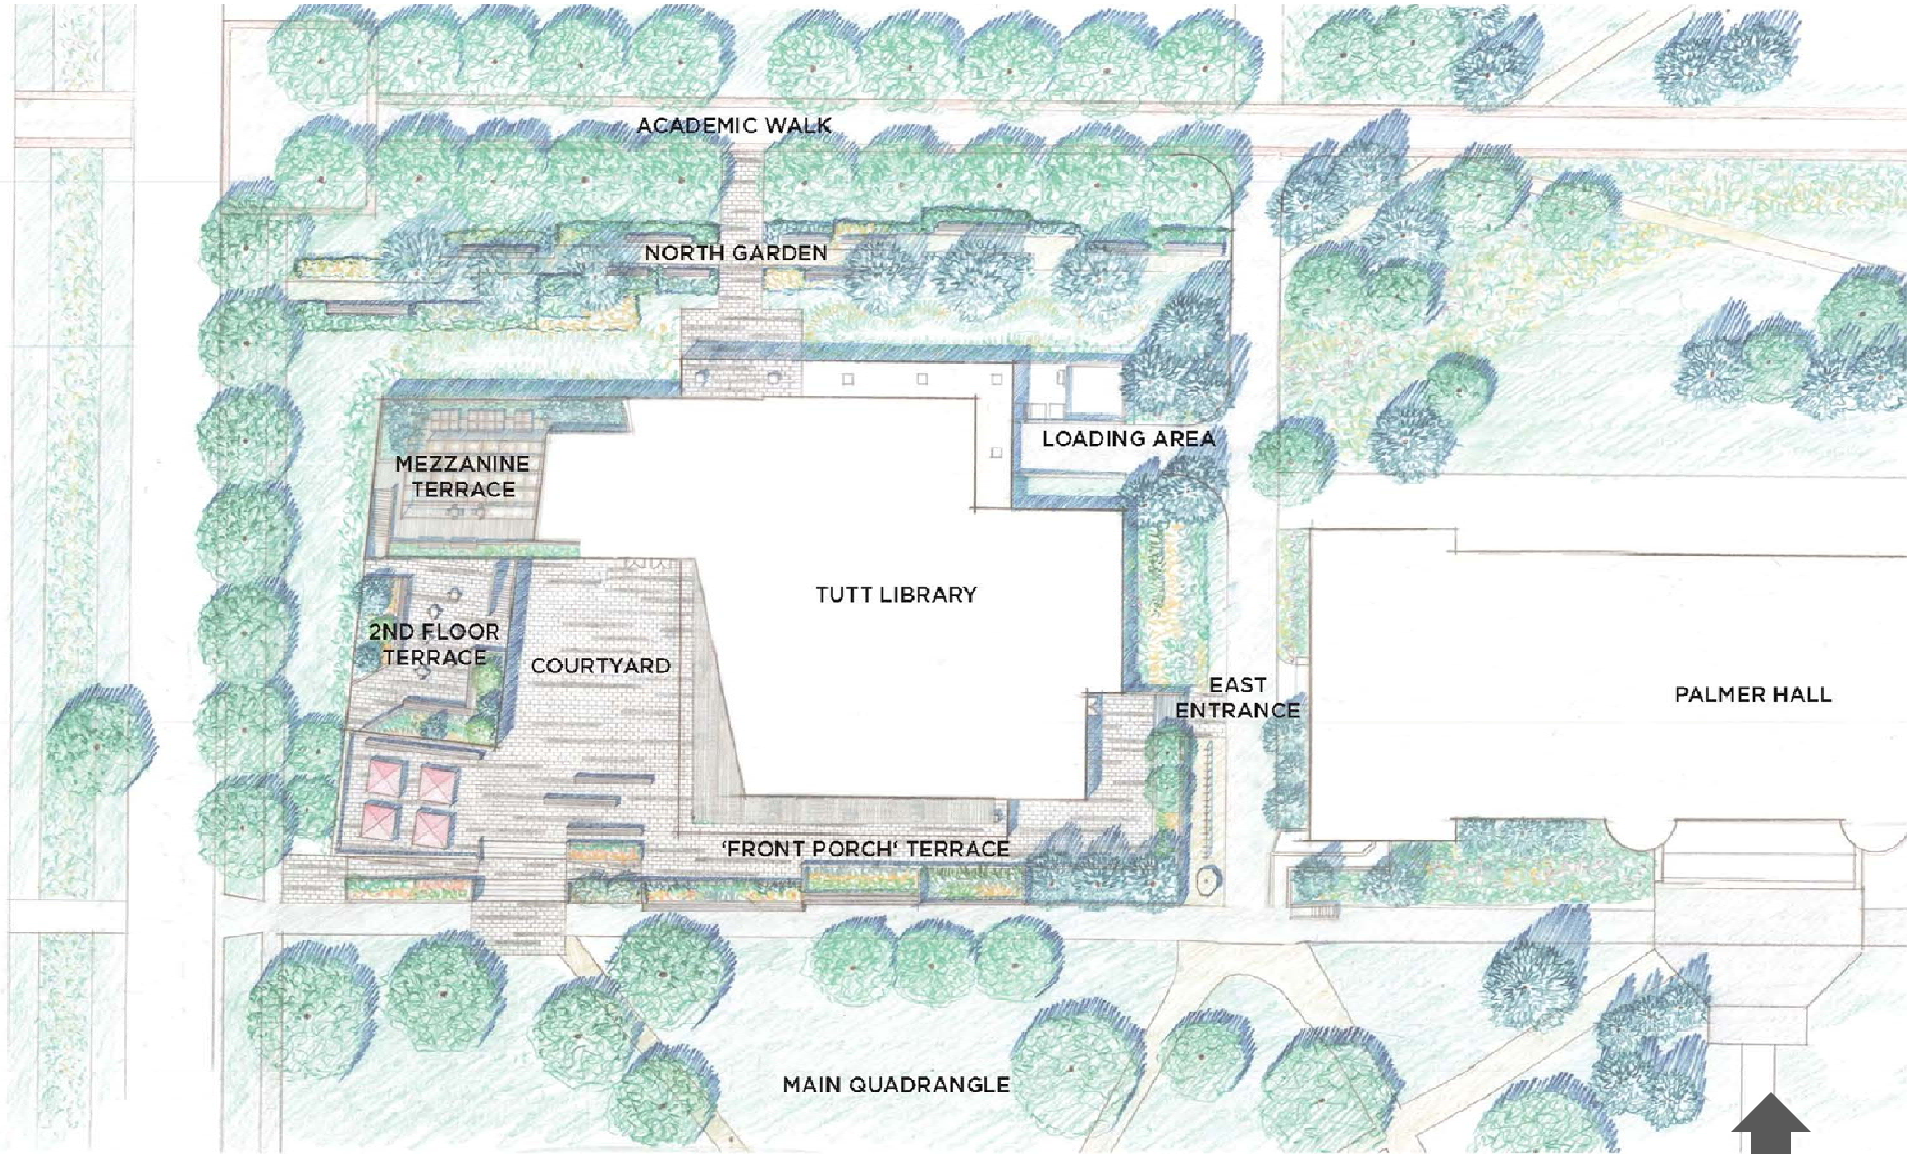 ACADEMIC WALK
NORTH GARDEN
LOADING AREA
MEZZANINE
TERRACE
TUTT LIBRARY
2ND FLOOR
TERRACE
COURTYARD
EAST
ENTRANCE
PALMER HALL
'FRONT PORCH' TERRACE
MAIN QUADRANGLE